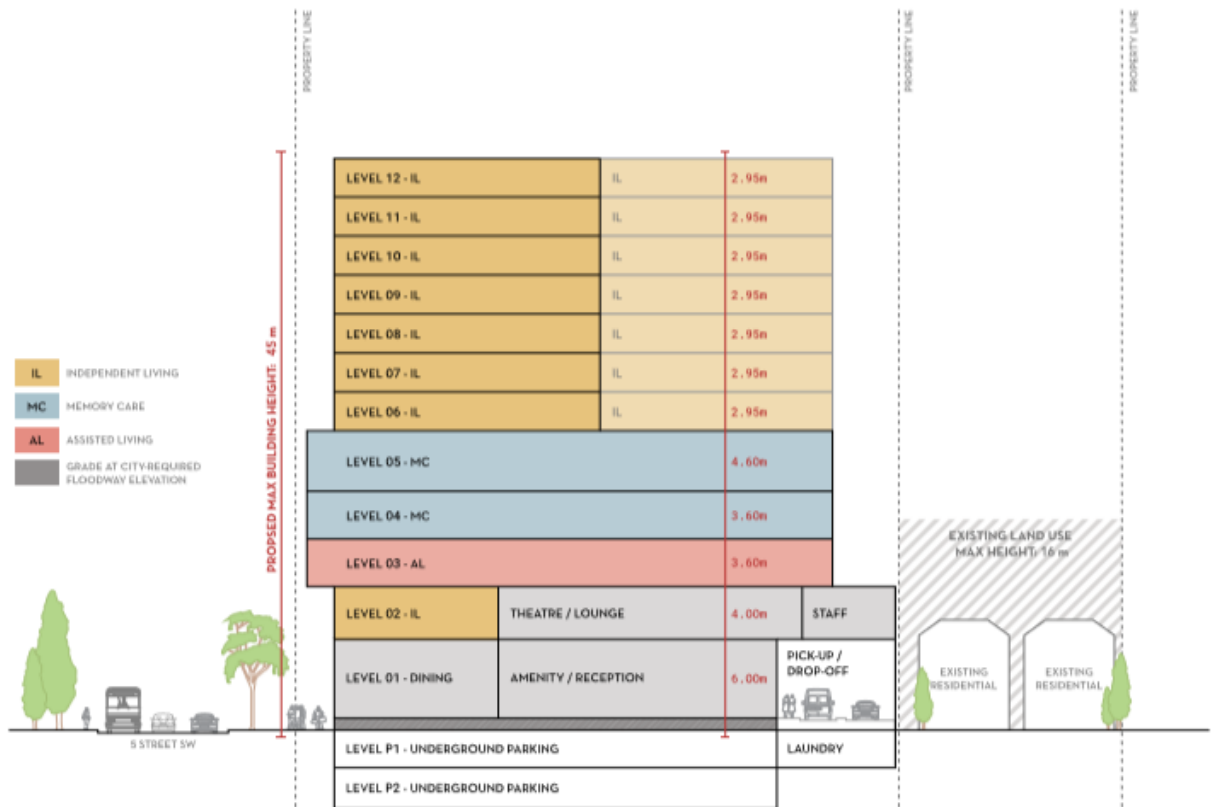 PROPERTY LINE
PROPERTY LINE
PROPERTY LINE
LEVEL 12 - IL IL 2.95m
LEVEL 11 - IL IL 2.95m
LEVEL 10 - IL IL 2.95m
LEVEL 09 - IL IL 2.95m
LEVEL 08 - IL IL 2.95m
LEVEL 07 - IL IL 2.95m
LEVEL 06 - IL IL 2.95m
LEVEL 05 - MC 4.60m
LEVEL 04 - MC 3.60m
LEVEL 03 - AL 3.60m
LEVEL 02 - IL THEATRE / LOUNGE 4.00m STAFF
LEVEL 01 - DINING AMENITY / RECEPTION 6.00m
PICK-UP /
DROP-OFF
LEVEL P1 - UNDERGROUND PARKING LAUNDRY
LEVEL P2 - UNDERGROUND PARKING
PROPSED MAX BUILDING HEIGHT: 45 m
IL INDEPENDENT LIVING
MC MEMORY CARE
AL ASSISTED LIVING
GRADE AT CITY-REQUIRED
FLOODWAY ELEVATION
5 STREET SW
EXISTING LAND USE
MAX HEIGHT: 16 m
EXISTING
RESIDENTIAL
EXISTING
RESIDENTIAL